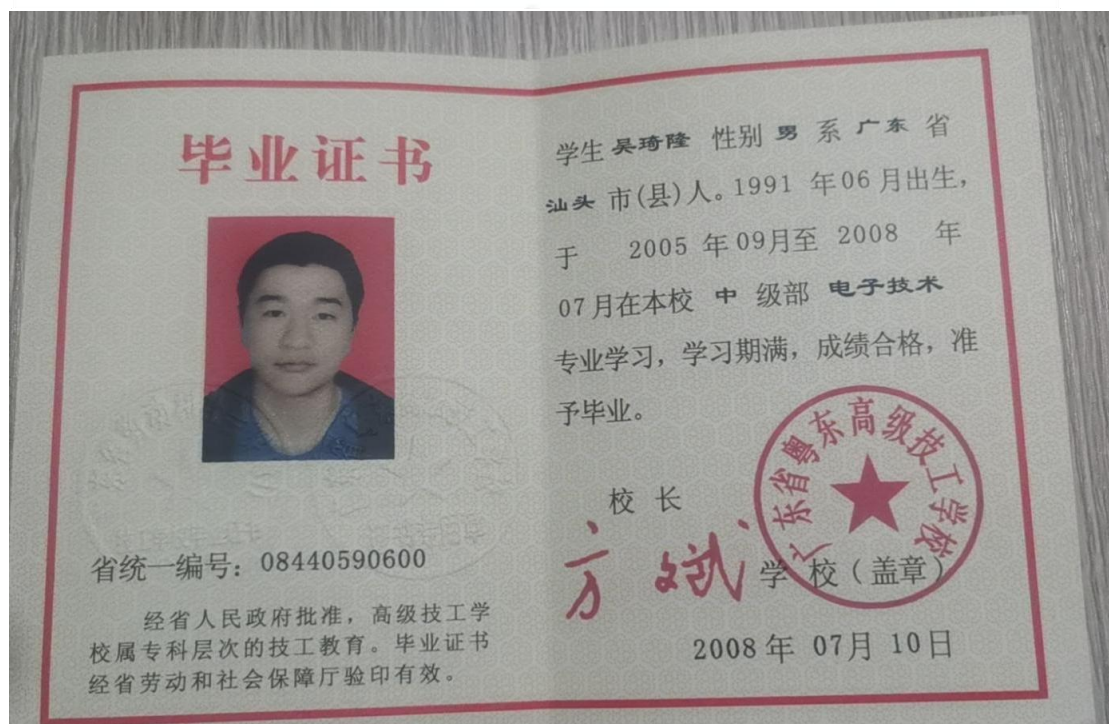 毕业证书
省统一编号：08440590600
经省人民政府批准，高级技工学
校属专科层次的技工教育。毕业证书
经省劳动和社会保障厅验印有效。
学生 吴琦隆 性别 男 系 广东 省
汕头 市(县)人。1991 年06月出生，
于 2005 年09月至 2008 年
07月在本校 中 级部 电子技术
专业学习，学习期满，成绩合格，准
予毕业。
校 长
方斌
学 校（盖章）
广东省粤东高级技工学校
2008年 07月 10日